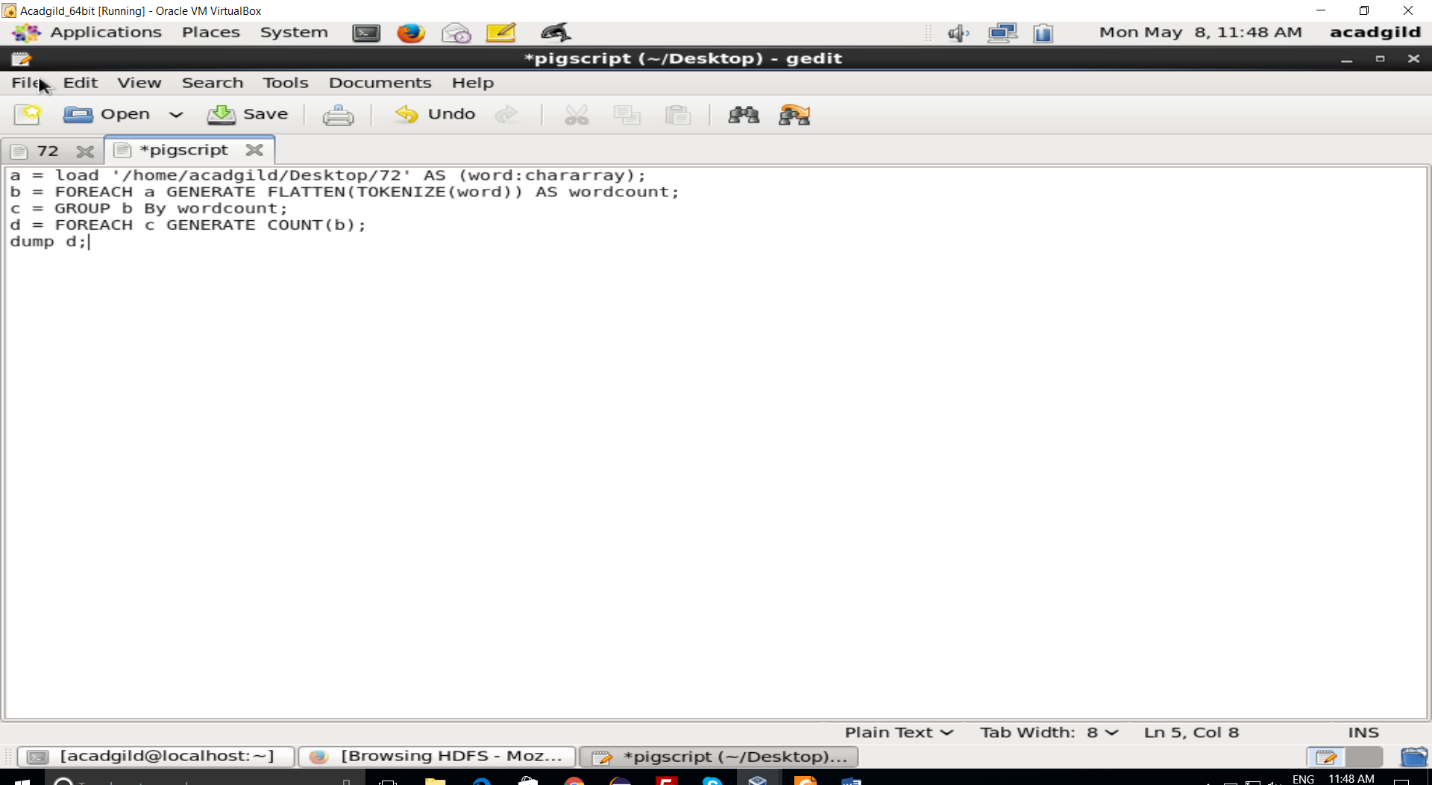 Acadgild_64bit [Running] - Oracle VM VirtualBox
Applications Places System Mon May 8, 11:48 AM acadgild
*pigscript (~/Desktop) - gedit
File Edit View Search Tools Documents Help
Open Save Undo
72 *pigscript
a = load '/home/acadgild/Desktop/72' AS (word:chararray);
b = FOREACH a GENERATE FLATTEN(TOKENIZE(word)) AS wordcount;
c = GROUP b By wordcount;
d = FOREACH c GENERATE COUNT(b);
dump d;
Plain Text Tab Width: 8 Ln 5, Col 8 INS
[acadgild@localhost:~] [Browsing HDFS - Moz... *pigscript (~/Desktop)...
ENG 11:48 AM